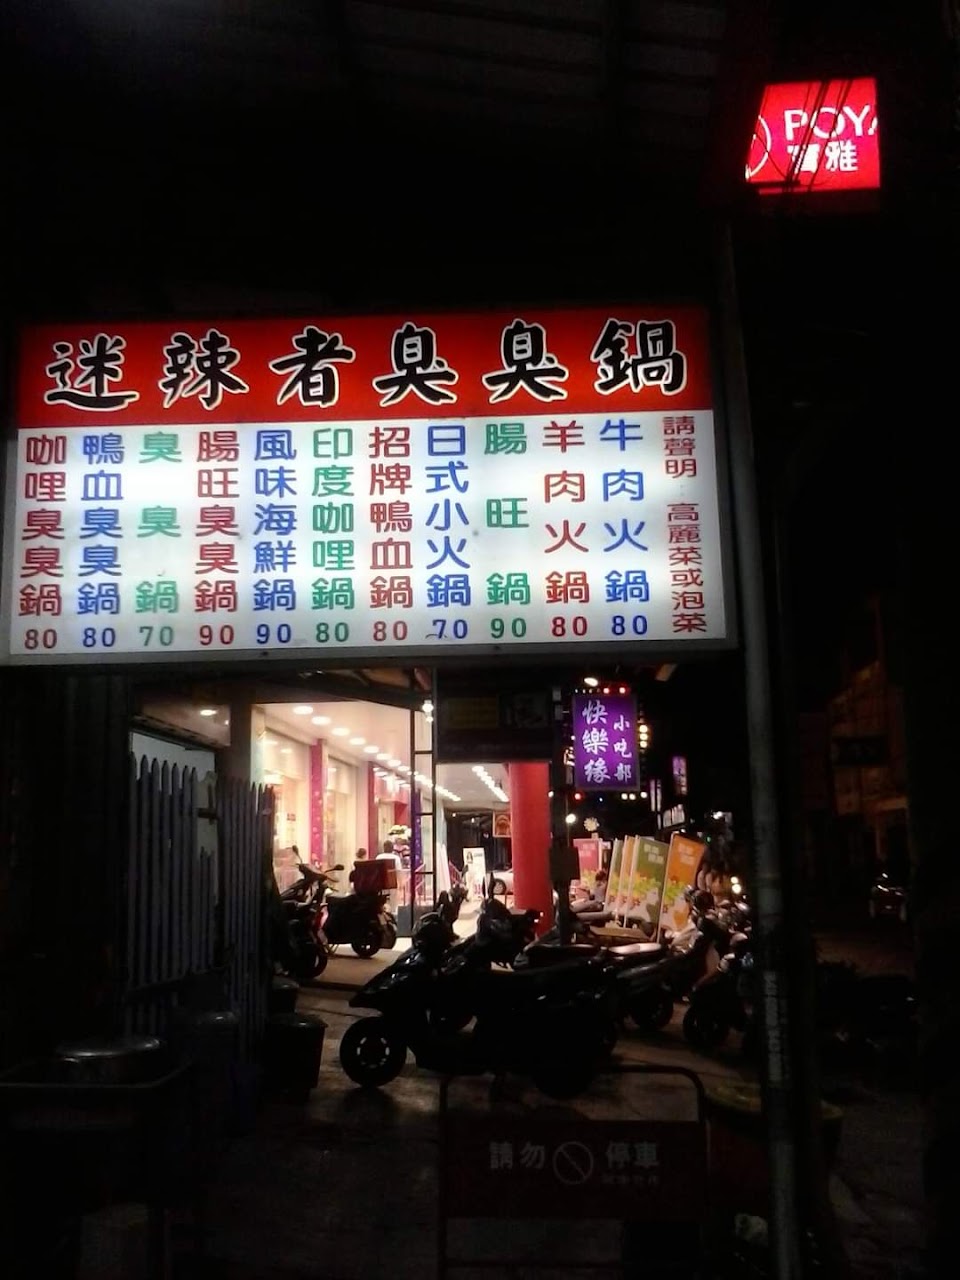 POYA
寶雅
迷辣者臭臭鍋
咖哩臭臭鍋 80
鴨血臭臭鍋 80
臭臭鍋 70
腸旺臭臭鍋 90
風味海鮮鍋 90
印度咖哩鍋 80
招牌鴨血鍋 80
日式小火鍋 70
腸旺鍋 90
羊肉火鍋 80
牛肉火鍋 80
請聲明:高麗菜或泡菜
快樂緣
小吃部
請勿停車